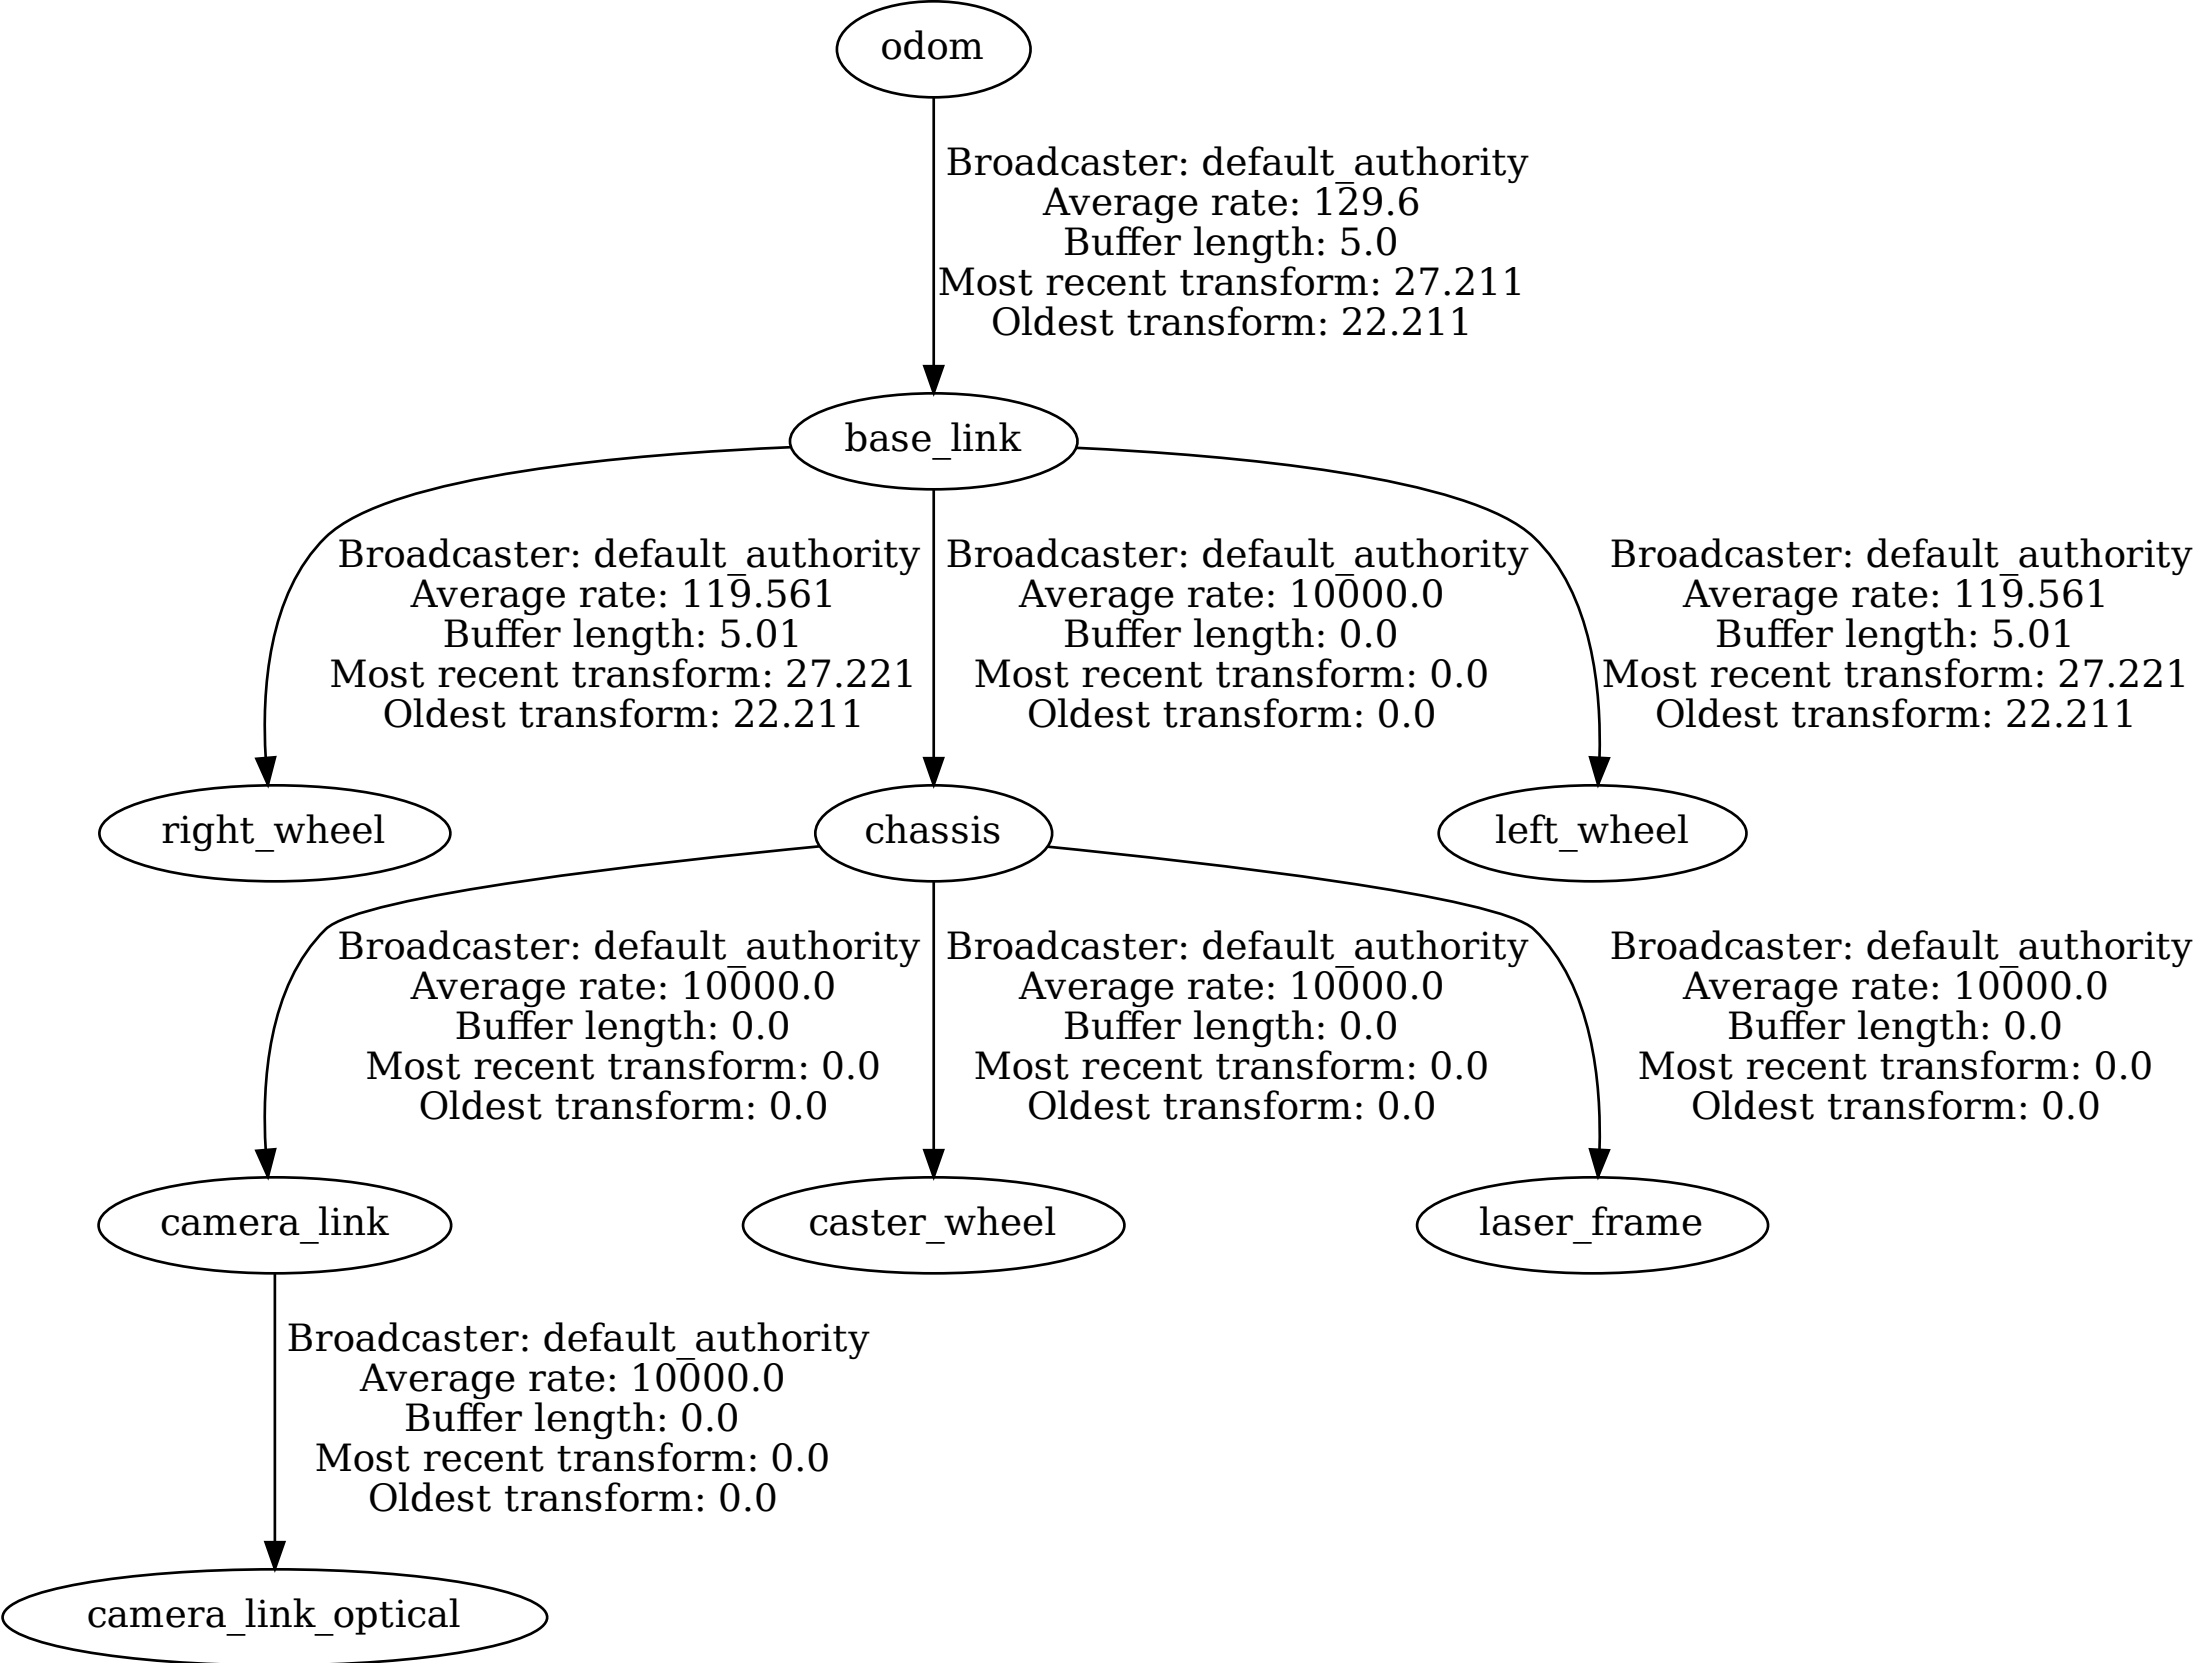 odom
Broadcaster: default_authority
Average rate: 129.6
Buffer length: 5.0
Most recent transform: 27.211
Oldest transform: 22.211
base_link
Broadcaster: default_authority
Average rate: 119.561
Buffer length: 5.01
Most recent transform: 27.221
Oldest transform: 22.211
Broadcaster: default_authority
Average rate: 10000.0
Buffer length: 0.0
Most recent transform: 0.0
Oldest transform: 0.0
Broadcaster: default_authority
Average rate: 119.561
Buffer length: 5.01
Most recent transform: 27.221
Oldest transform: 22.211
right_wheel
chassis
left_wheel
Broadcaster: default_authority
Average rate: 10000.0
Buffer length: 0.0
Most recent transform: 0.0
Oldest transform: 0.0
Broadcaster: default_authority
Average rate: 10000.0
Buffer length: 0.0
Most recent transform: 0.0
Oldest transform: 0.0
Broadcaster: default_authority
Average rate: 10000.0
Buffer length: 0.0
Most recent transform: 0.0
Oldest transform: 0.0
camera_link
caster_wheel
laser_frame
Broadcaster: default_authority
Average rate: 10000.0
Buffer length: 0.0
Most recent transform: 0.0
Oldest transform: 0.0
camera_link_optical